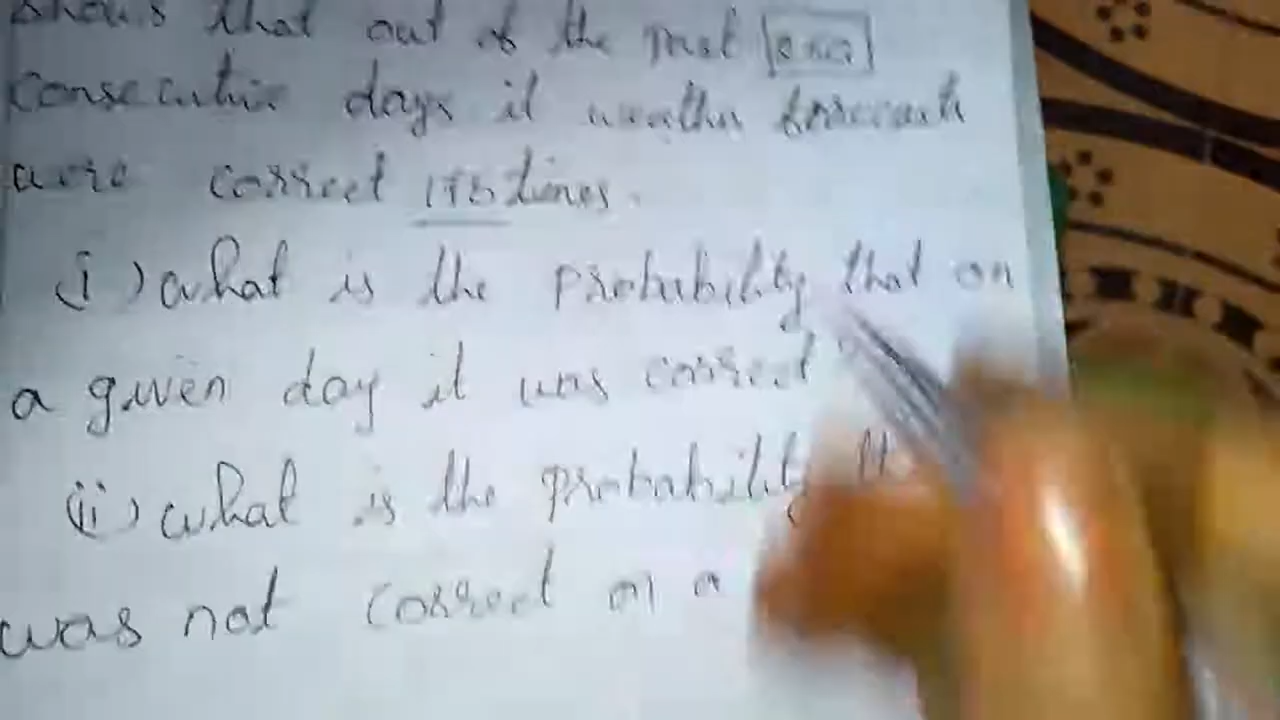 shows that out of the past 250
consecutive days it weather forecasts
were correct 175 times.
(i) what is the probability that on
a given day it was correct
(ii) what is the probability
was not correct on a